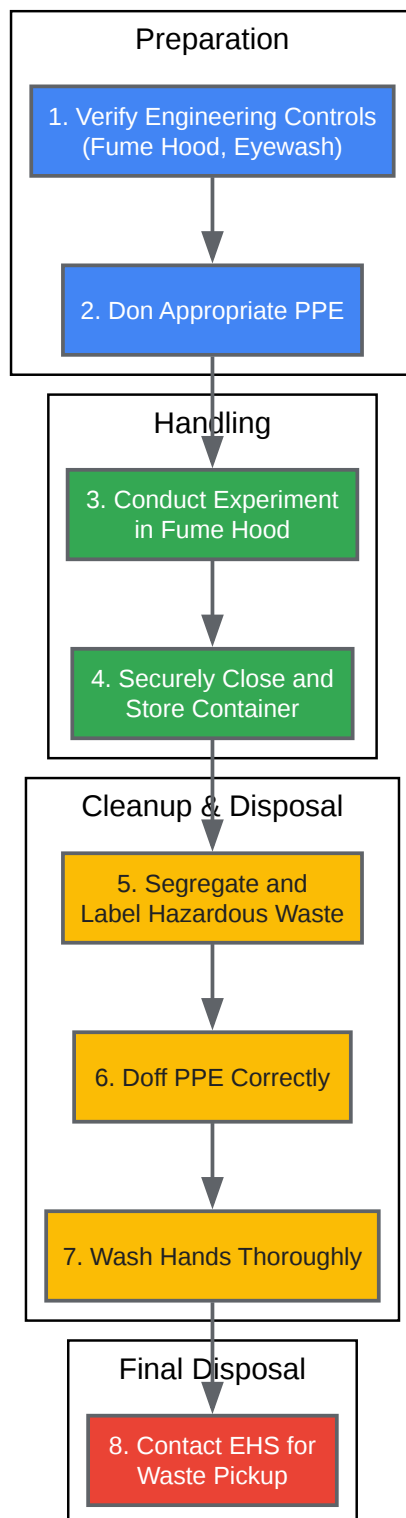 Preparation
1. Verify Engineering Controls
(Fume Hood, Eyewash)
2. Don Appropriate PPE
Handling
3. Conduct Experiment
in Fume Hood
4. Securely Close and
Store Container
Cleanup & Disposal
5. Segregate and
Label Hazardous Waste
6. Doff PPE Correctly
7. Wash Hands Thoroughly
Final Disposal
8. Contact EHS for
Waste Pickup